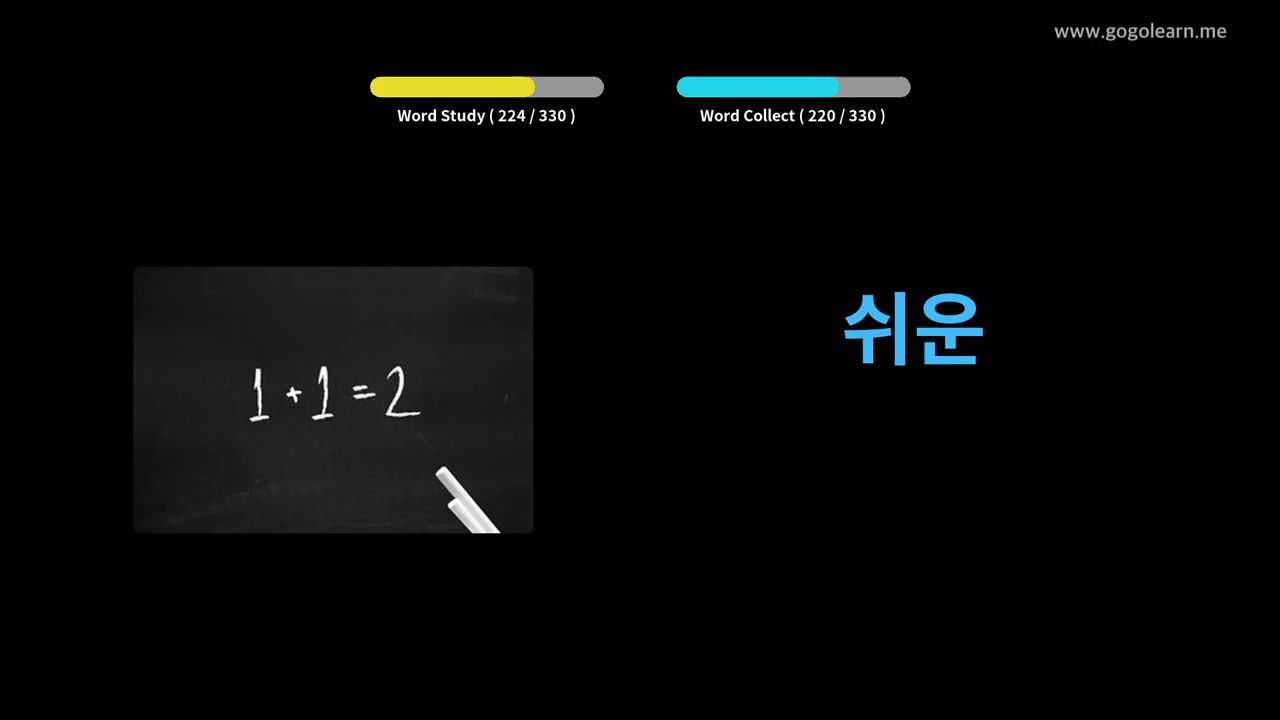 www.gogolearn.me
Word Study ( 224 / 330 )
Word Collect ( 220 / 330 )
쉬운
1 + 1 = 2